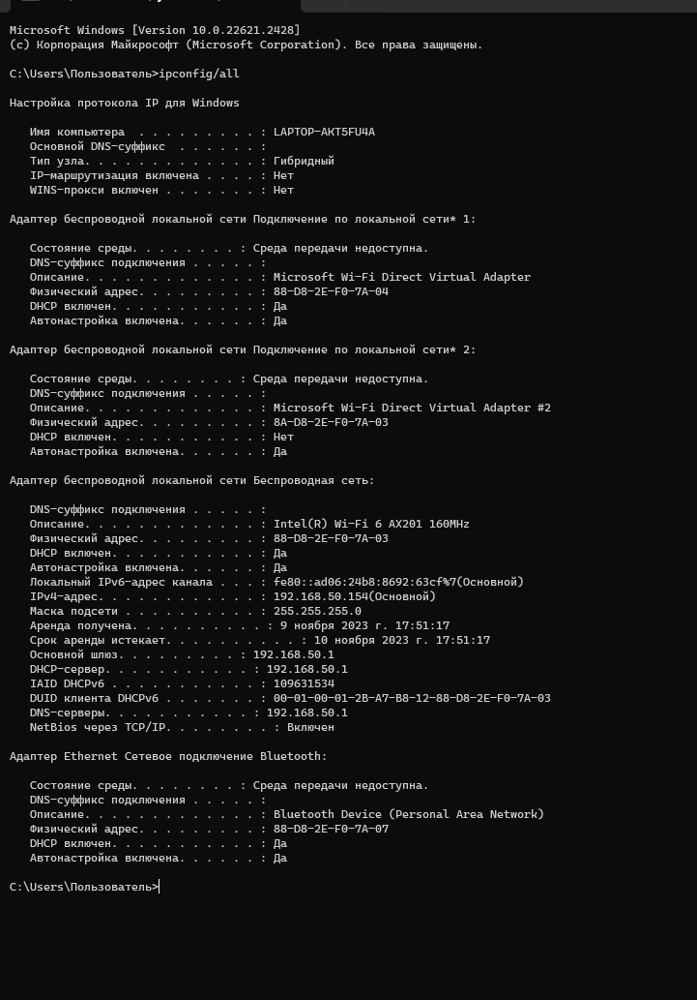 Microsoft Windows [Version 10.0.22621.2428]
(c) Корпорация Майкрософт (Microsoft Corporation). Все права защищены.
C:\Users\Пользователь>ipconfig/all
Настройка протокола IP для Windows
Имя компьютера  . . . . . . . . . : LAPTOP-AKT5FU4A
Основной DNS-суффикс  . . . . . . :
Тип узла. . . . . . . . . . . . . : Гибридный
IP-маршрутизация включена . . . . : Нет
WINS-прокси включен . . . . . . . : Нет
Адаптер беспроводной локальной сети Подключение по локальной сети* 1:
Состояние среды. . . . . . . . : Среда передачи недоступна.
DNS-суффикс подключения . . . . . :
Описание. . . . . . . . . . . . . : Microsoft Wi-Fi Direct Virtual Adapter
Физический адрес. . . . . . . . . : 88-D8-2E-F0-7A-04
DHCP включен. . . . . . . . . . . : Да
Автонастройка включена. . . . . . : Да
Адаптер беспроводной локальной сети Подключение по локальной сети* 2:
Состояние среды. . . . . . . . : Среда передачи недоступна.
DNS-суффикс подключения . . . . . :
Описание. . . . . . . . . . . . . : Microsoft Wi-Fi Direct Virtual Adapter #2
Физический адрес. . . . . . . . . : 8A-D8-2E-F0-7A-03
DHCP включен. . . . . . . . . . . : Нет
Автонастройка включена. . . . . . : Да
Адаптер беспроводной локальной сети Беспроводная сеть:
DNS-суффикс подключения . . . . . :
Описание. . . . . . . . . . . . . : Intel(R) Wi-Fi 6 AX201 160MHz
Физический адрес. . . . . . . . . : 88-D8-2E-F0-7A-03
DHCP включен. . . . . . . . . . . : Да
Автонастройка включена. . . . . . : Да
Локальный IPv6-адрес канала . . . : fe80::ad06:24b8:8692:63cf%7(Основной)
IPv4-адрес. . . . . . . . . . . . : 192.168.50.154(Основной)
Маска подсети . . . . . . . . . . : 255.255.255.0
Аренда получена. . . . . . . . . . : 9 ноября 2023 г. 17:51:17
Срок аренды истекает. . . . . . . . . . : 10 ноября 2023 г. 17:51:17
Основной шлюз. . . . . . . . . : 192.168.50.1
DHCP-сервер. . . . . . . . . . . : 192.168.50.1
IAID DHCPv6 . . . . . . . . . . . : 109631534
DUID клиента DHCPv6 . . . . . . . : 00-01-00-01-2B-A7-B8-12-88-D8-2E-F0-7A-03
DNS-серверы. . . . . . . . . . . : 192.168.50.1
NetBios через TCP/IP. . . . . . . . : Включен
Адаптер Ethernet Сетевое подключение Bluetooth:
Состояние среды. . . . . . . . : Среда передачи недоступна.
DNS-суффикс подключения . . . . . :
Описание. . . . . . . . . . . . . : Bluetooth Device (Personal Area Network)
Физический адрес. . . . . . . . . : 88-D8-2E-F0-7A-07
DHCP включен. . . . . . . . . . . : Да
Автонастройка включена. . . . . . : Да
C:\Users\Пользователь>